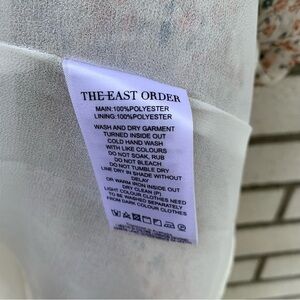 THE EAST ORDER
MAIN:100%POLYESTER
LINING:100%POLYESTER
WASH AND DRY GARMENT
TURNED INSIDE OUT
COLD HAND WASH
WITH LIKE COLOURS
DO NOT SOAK, RUB
DO NOT BLEACH
DO NOT TUMBLE DRY
LINE DRY IN SHADE WITHOUT
DELAY
OR WARM IRON INSIDE OUT
DRY CLEAN (P)
LIGHT COLOUR CLOTHES NEED
TO BE WASHED SEPARATELY
FROM DARK COLOUR CLOTHES